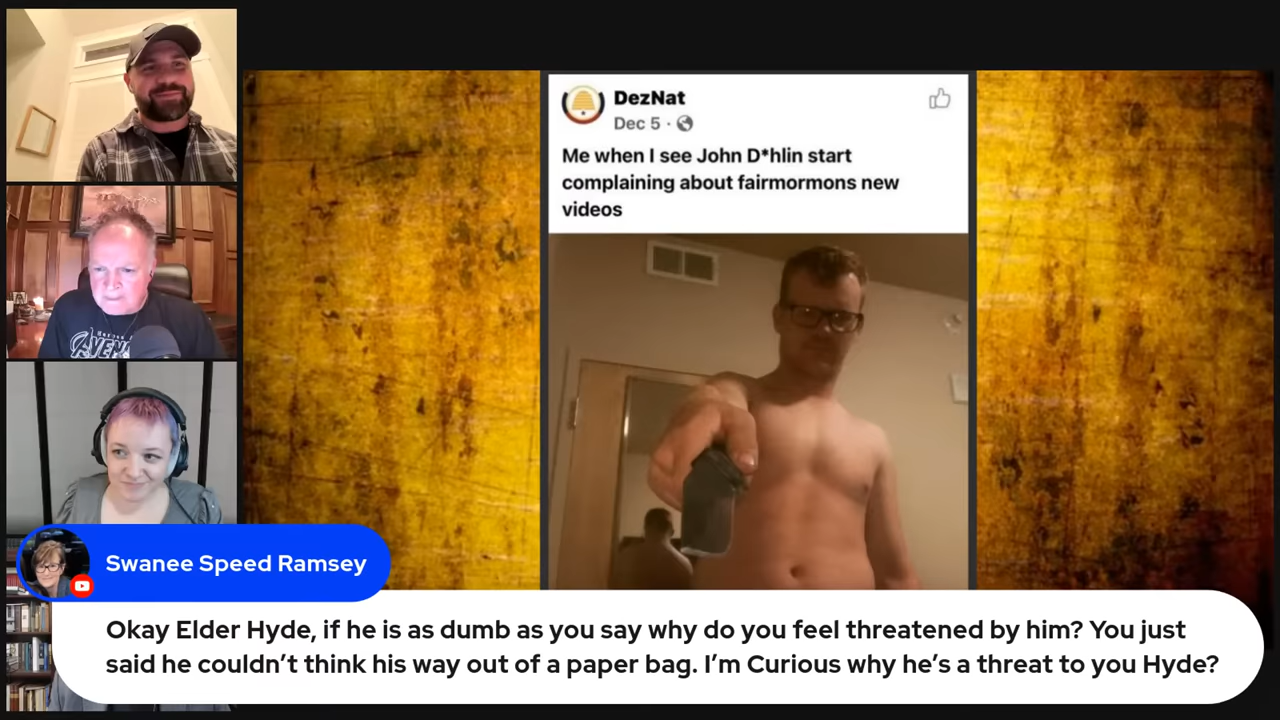 DezNat
Dec 5 ·
Me when I see John D*hlin start
complaining about fairmormons new
videos
Swanee Speed Ramsey
Okay Elder Hyde, if he is as dumb as you say why do you feel threatened by him? You just
said he couldn’t think his way out of a paper bag. I’m Curious why he’s a threat to you Hyde?